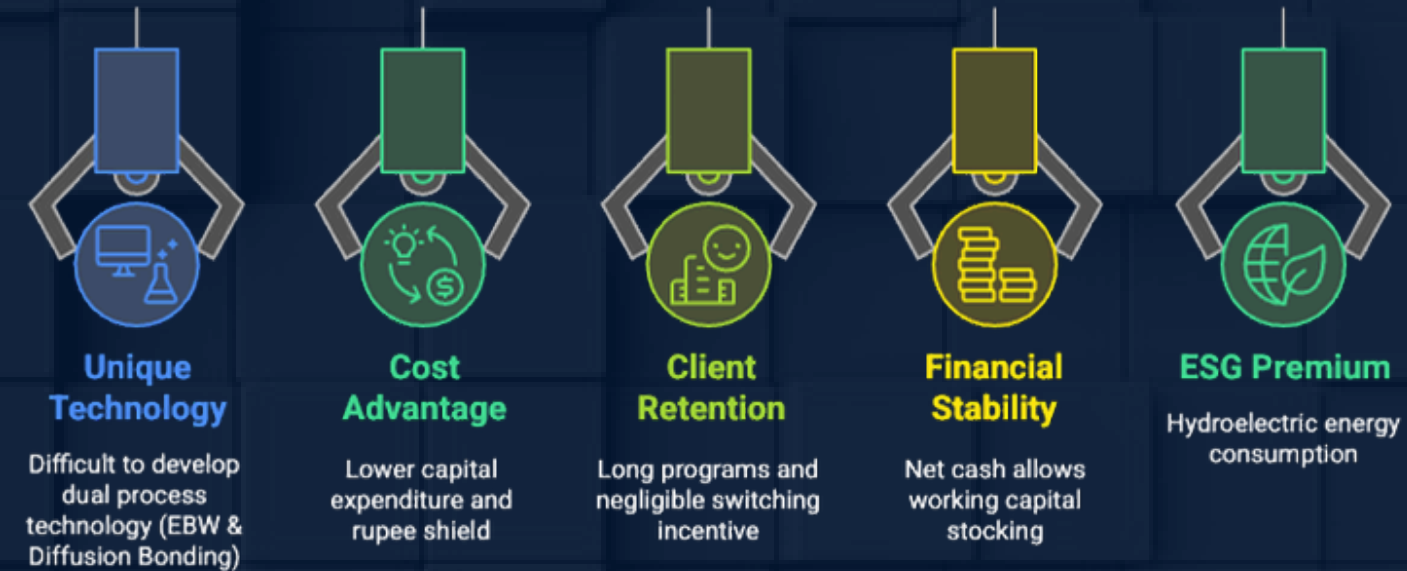 Unique
Technology
Difficult to develop
dual process
technology (EBW &
Diffusion Bonding)
Cost
Advantage
Lower capital
expenditure and
rupee shield
Client
Retention
Long programs and
negligible switching
incentive
Financial
Stability
Net cash allows
working capital
stocking
ESG Premium
Hydroelectric energy
consumption